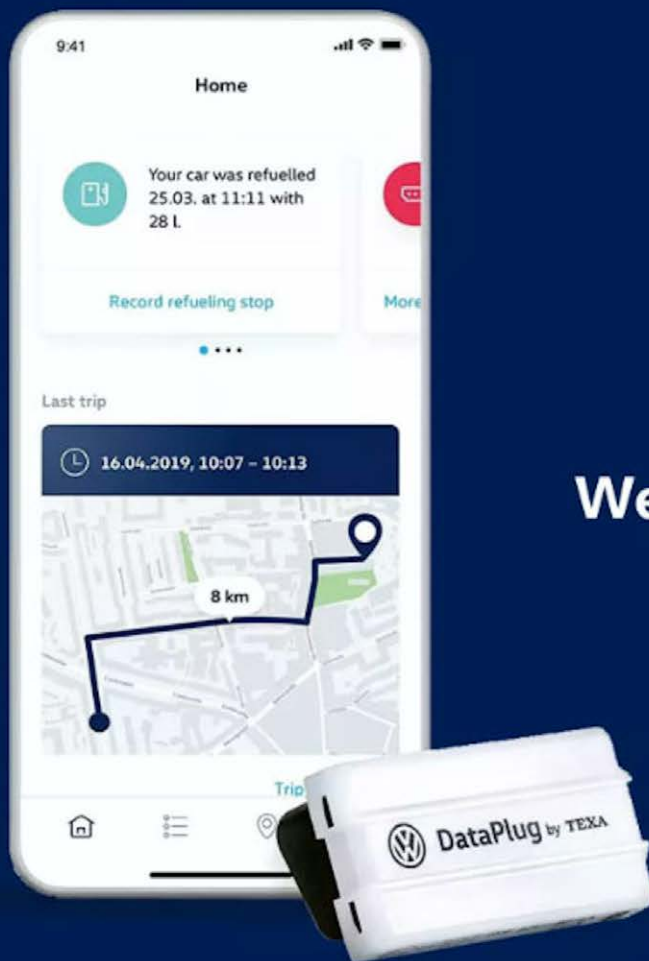 9:41
Home
Your car was refuelled
25.03. at 11:11 with
28 l.
Record refueling stop
More
Last trip
16.04.2019, 10:07 – 10:13
8 km
Trip
We
DataPlug by TEXA